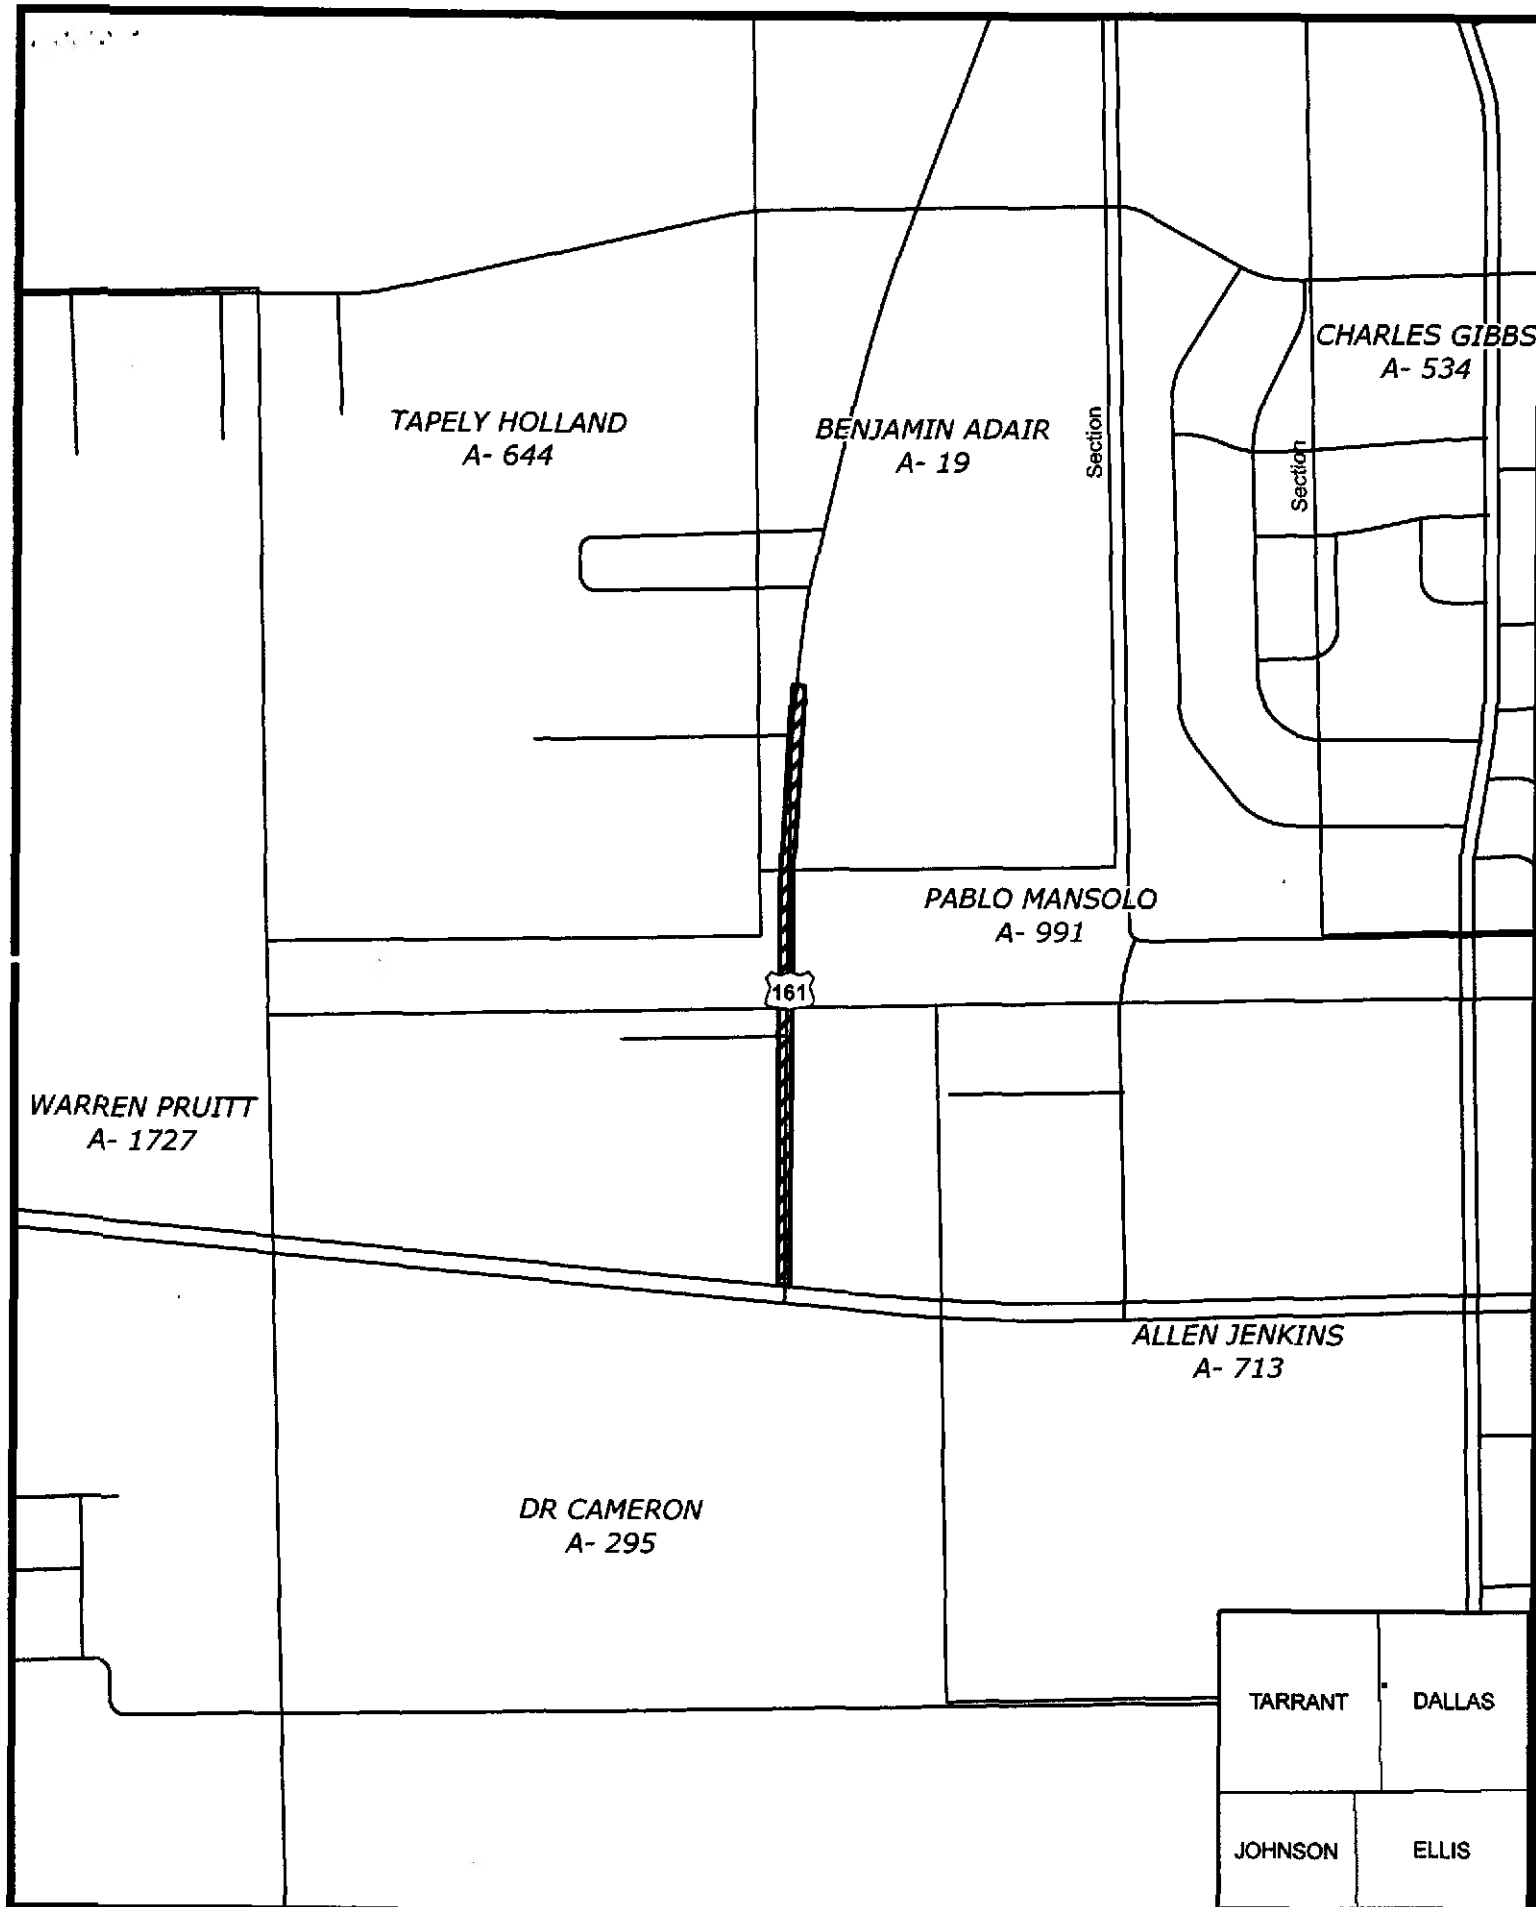 CHARLES GIBBS
A- 534
TAPELY HOLLAND
A- 644
BENJAMIN ADAIR
A- 19
Section
Section
PABLO MANSOLO
A- 991
161
WARREN PRUITT
A- 1727
ALLEN JENKINS
A- 713
DR CAMERON
A- 295
TARRANT
DALLAS
JOHNSON
ELLIS